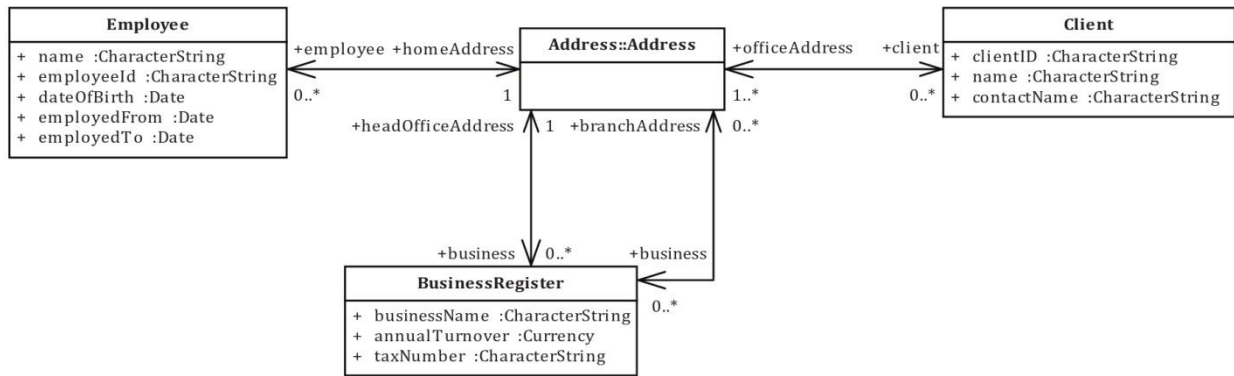 Employee
+ name :CharacterString
+ employeeId :CharacterString
+ dateOfBirth :Date
+ employedFrom :Date
+ employedTo :Date
+employee +homeAddress
0..* 1
Address::Address
+officeAddress +client
1..* 0..*
Client
+ clientID :CharacterString
+ name :CharacterString
+ contactName :CharacterString
+headOfficeAddress 1 +branchAddress 0..*
+business 0..* +business
0..*
BusinessRegister
+ businessName :CharacterString
+ annualTurnover :Currency
+ taxNumber :CharacterString